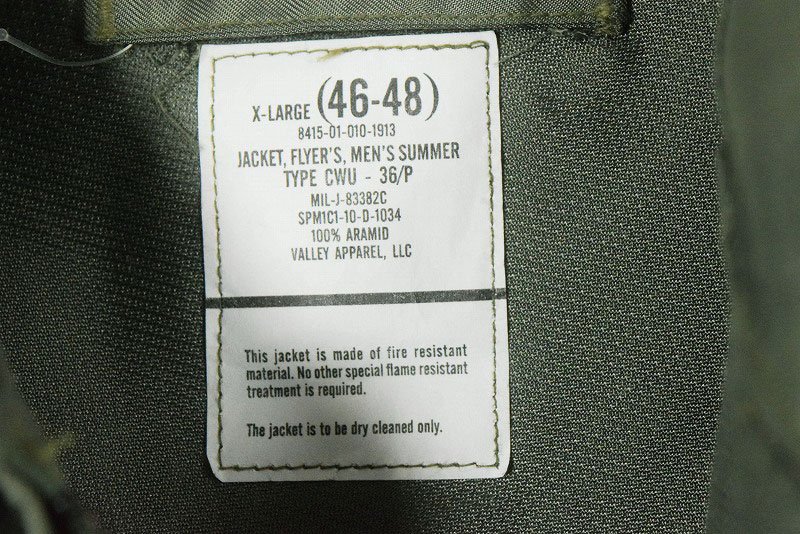 X-LARGE (46-48)
8415-01-010-1913
JACKET, FLYER'S, MEN'S SUMMER
TYPE CWU - 36/P
MIL-J-83382C
SPM1C1-10-D-1034
100% ARAMID
VALLEY APPAREL, LLC
This jacket is made of fire resistant
material. No other special flame resistant
treatment is required.
The jacket is to be dry cleaned only.